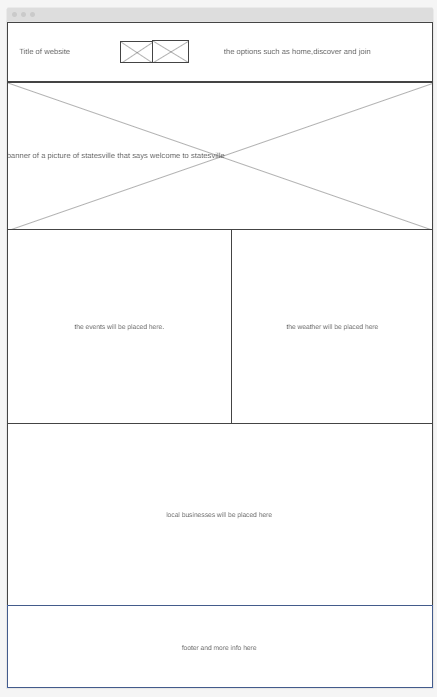 Title of website
the options such as home,discover and join
banner of a picture of statesville that says welcome to statesville
the events will be placed here.
the weather will be placed here
local businesses will be placed here
footer and more info here